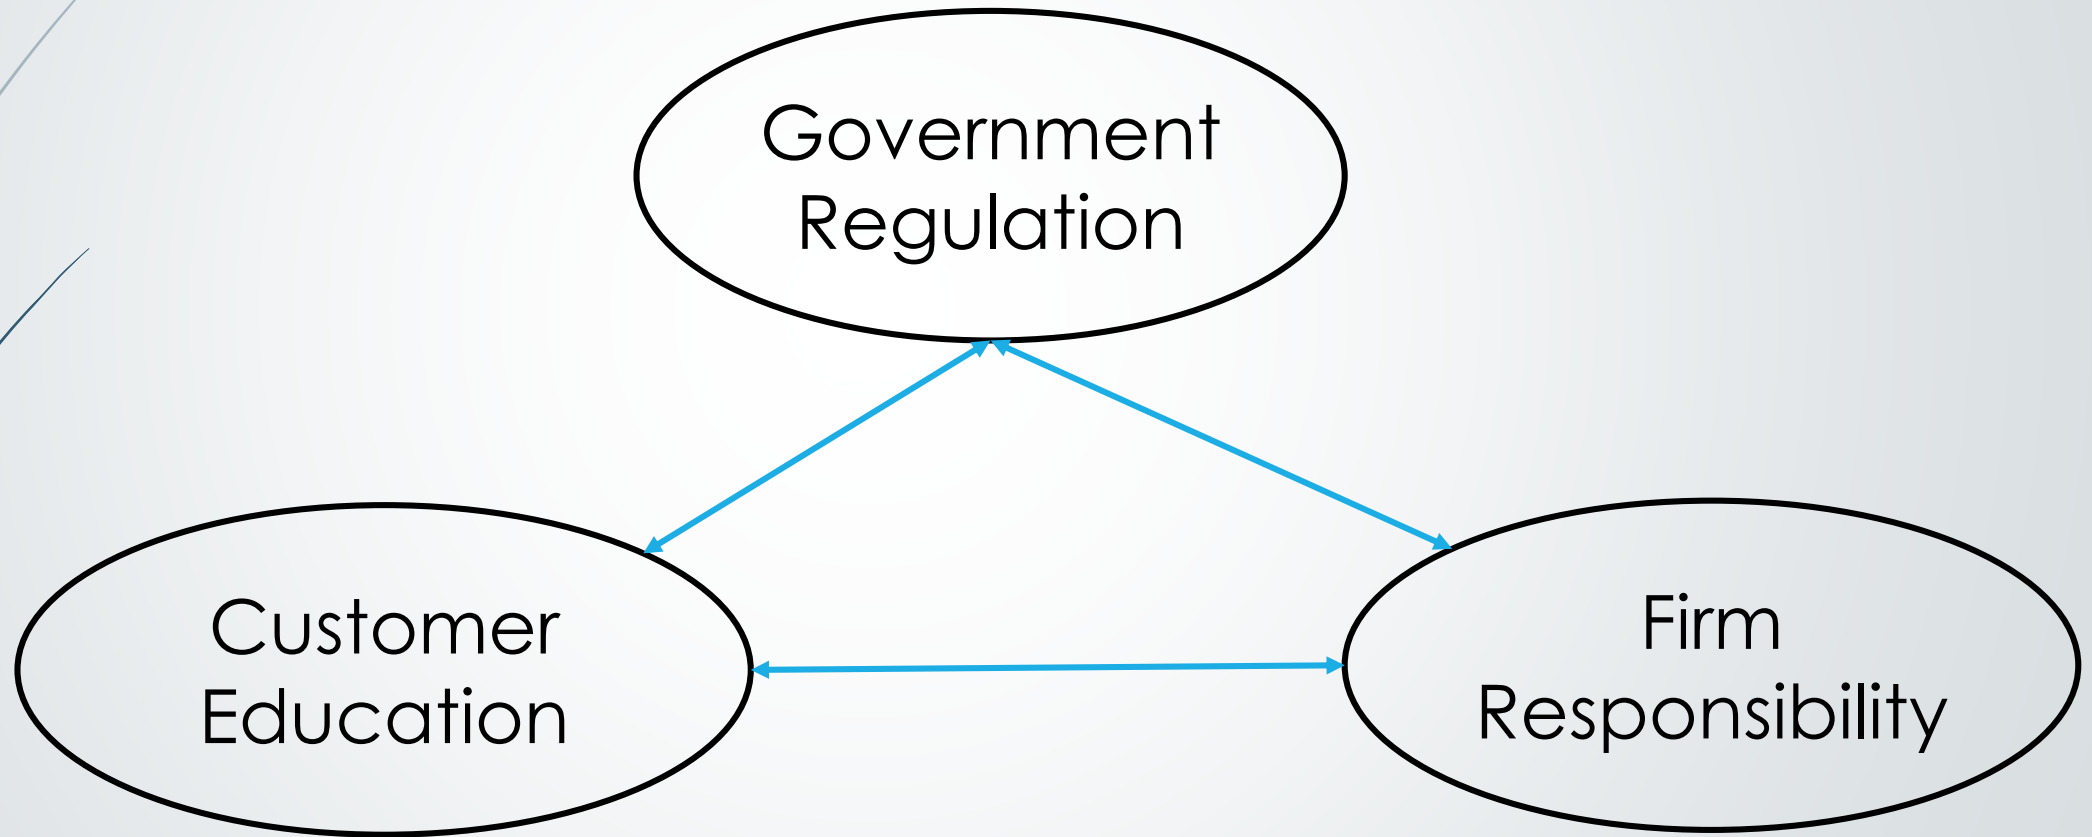 Government
Regulation
Customer
Education
Firm
Responsibility